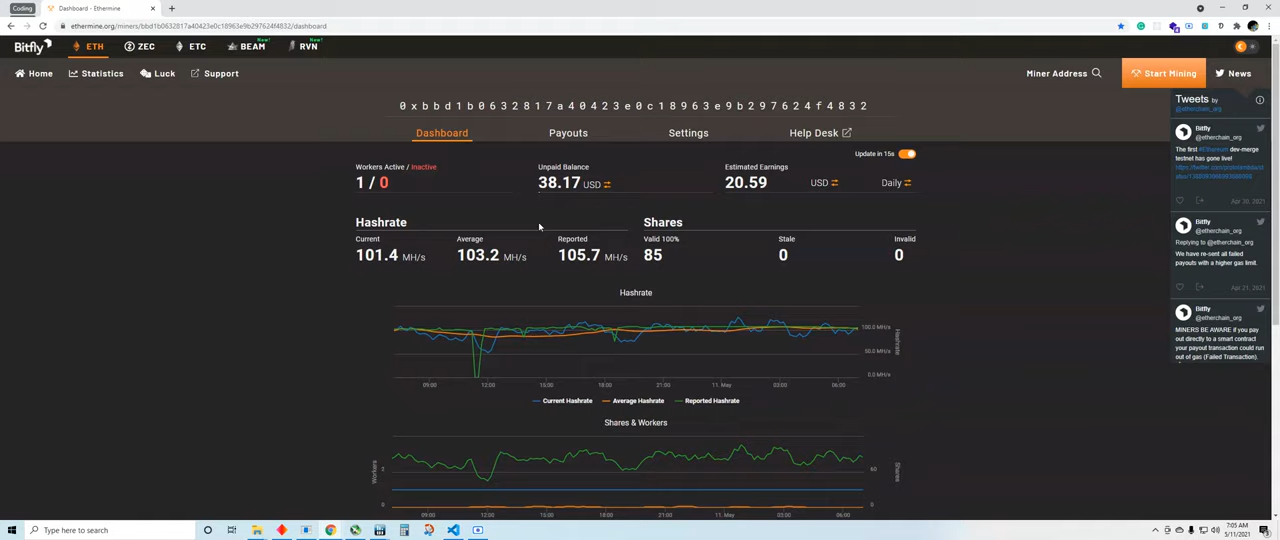 Coding
Dashboard - Ethermine
ethermine.org/miners/bbd1b0632817a40423e0c18963e9b297624f4832/dashboard
Bitfly
ETH
ZEC
ETC
BEAM
New!
RVN
New!
Home
Statistics
Luck
Support
Miner Address
Start Mining
News
0xbbd1b0632817a40423e0c18963e9b297624f4832
Dashboard
Payouts
Settings
Help Desk
Update in 15s
Workers Active / Inactive
1 / 0
Unpaid Balance
38.17 USD
Estimated Earnings
20.59 USD Daily
Hashrate
Current
101.4 MH/s
Average
103.2 MH/s
Reported
105.7 MH/s
Shares
Valid 100%
85
Stale
0
Invalid
0
Hashrate
100.0 MH/s
50.0 MH/s
0.0 MH/s
Hashrate
09:00 12:00 15:00 18:00 21:00 11. May 03:00 06:00
Current Hashrate Average Hashrate Reported Hashrate
Shares & Workers
Workers
2
0
60
0
Shares
09:00 12:00 15:00 18:00 21:00 11. May 03:00 06:00
Tweets by
@etherchain_org
Bitfly
@etherchain_org
The first #Ethereum dev-merge
testnet has gone live!
Apr 30, 2021
Bitfly
@etherchain_org
Replying to @etherchain_org
We have re-sent all failed
payouts with a higher gas limit.
Apr 21, 2021
Bitfly
@etherchain_org
MINERS BE AWARE if you pay
out directly to a smart contract
your payout transaction could run
out of gas (Failed Transaction).
Type here to search
7:05 AM
5/11/2021